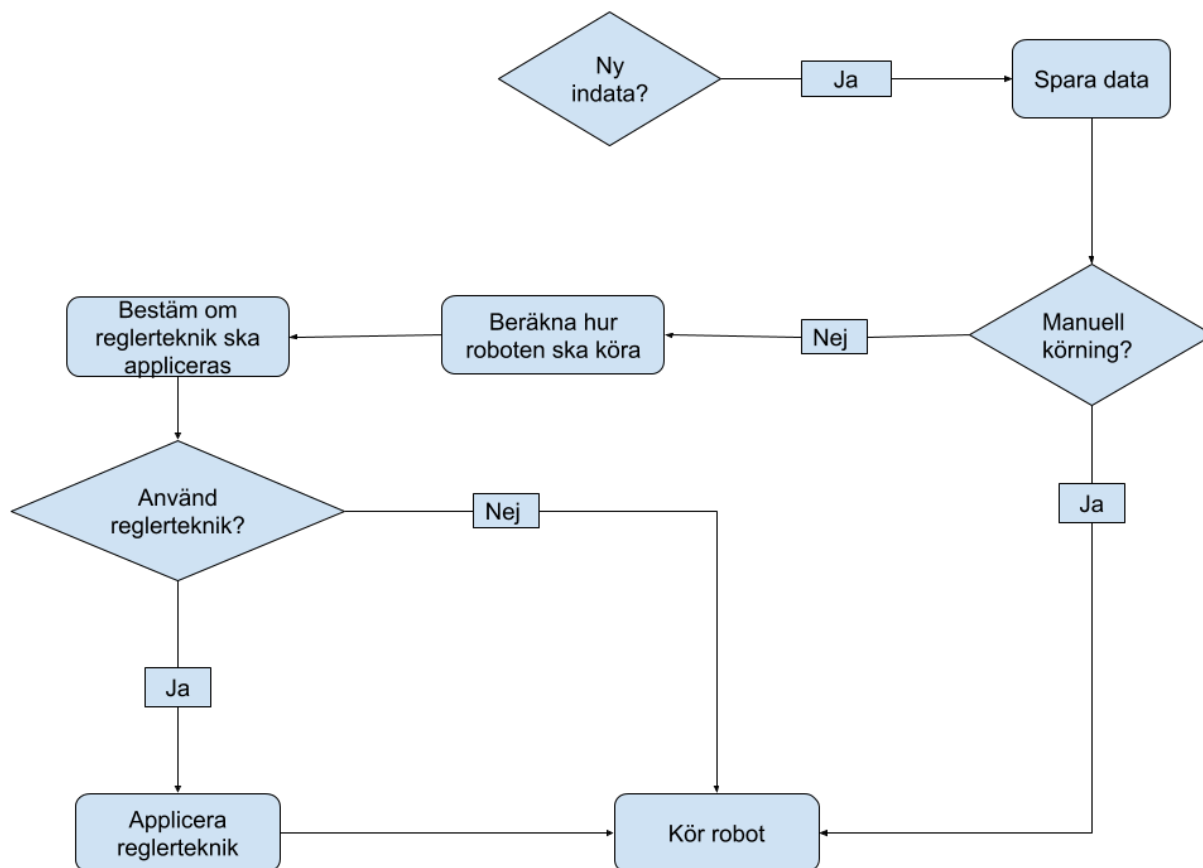 Ny
indata?
Ja
Spara data
Manuell
körning?
Nej
Beräkna hur
roboten ska köra
Bestäm om
reglerteknik ska
appliceras
Använd
reglerteknik?
Nej
Ja
Ja
Applicera
reglerteknik
Kör robot